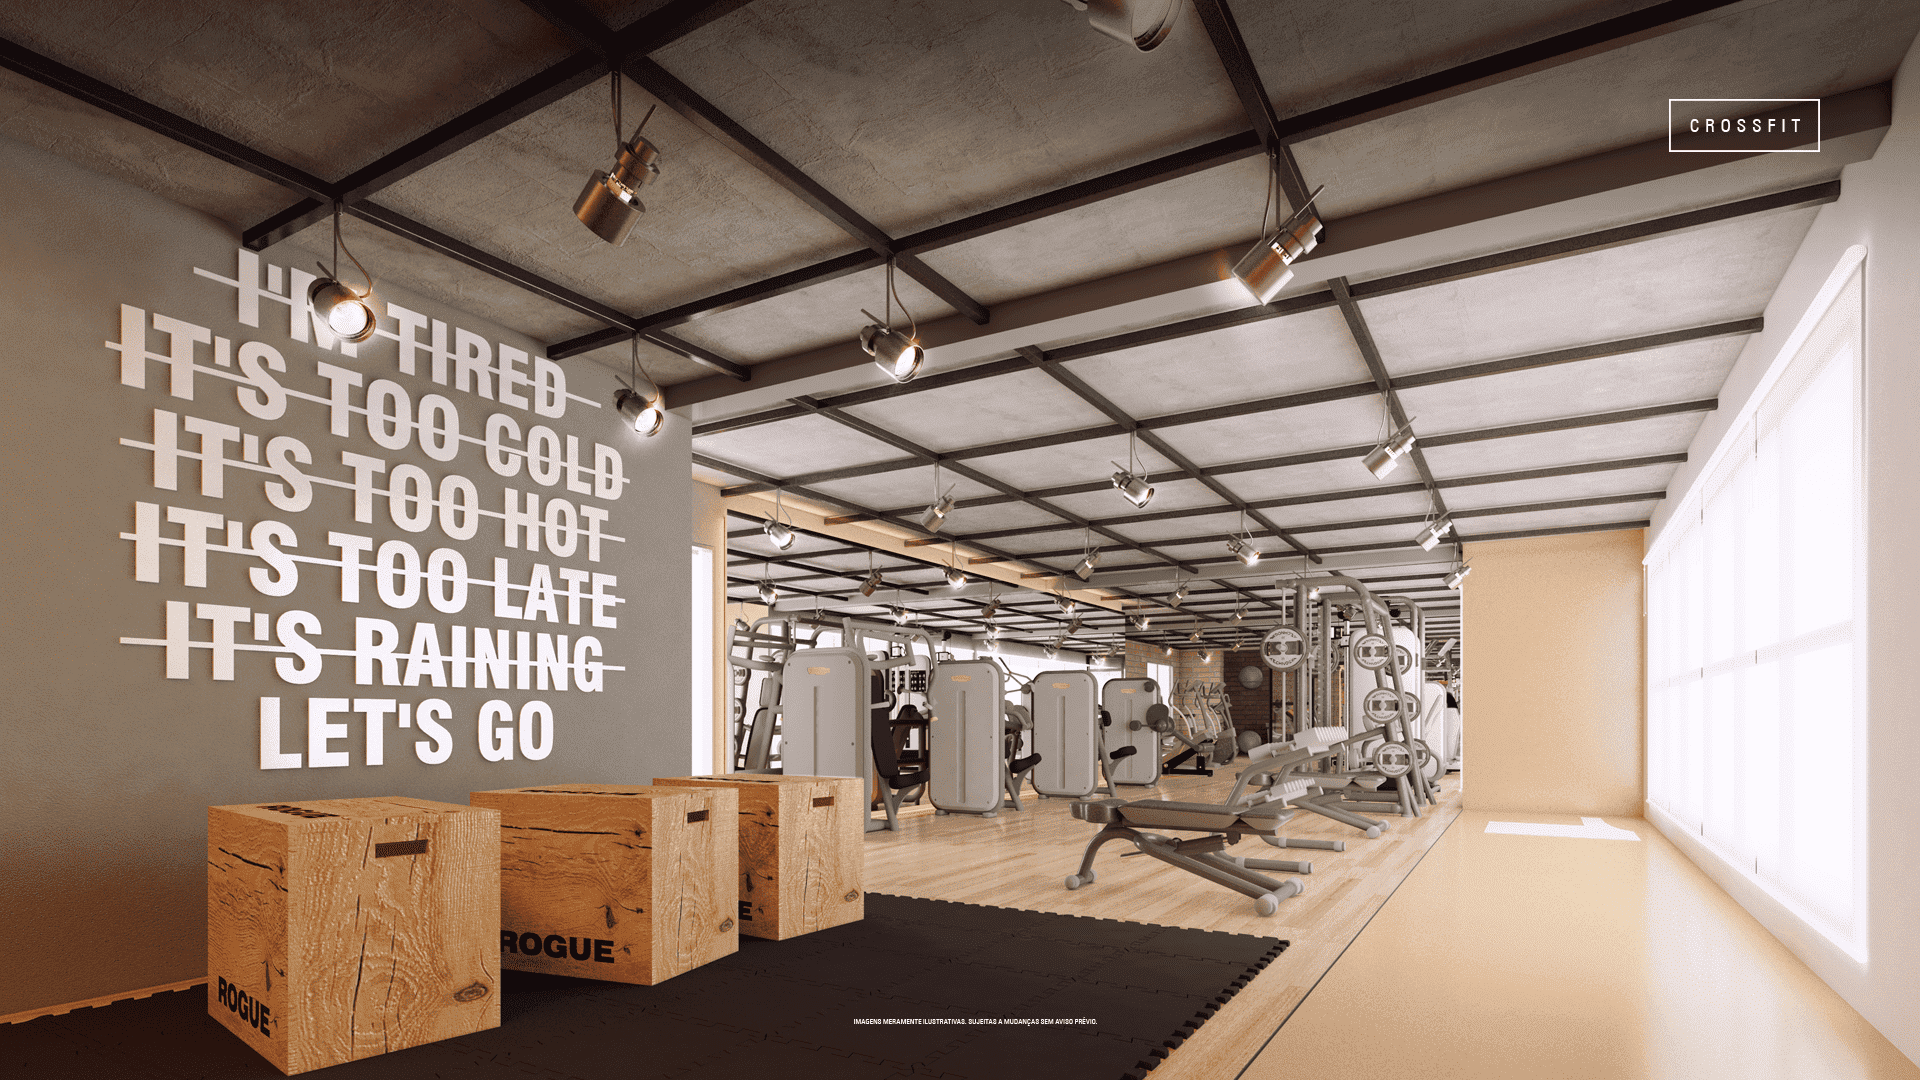 CROSSFIT
I'M TIRED
IT'S TOO COLD
IT'S TOO HOT
IT'S TOO LATE
IT'S RAINING
LET'S GO
ROGUE
ROGUE
E
IMAGENS MERAMENTE ILUSTRATIVAS. SUJEITAS A MUDANÇAS SEM AVISO PRÉVIO.